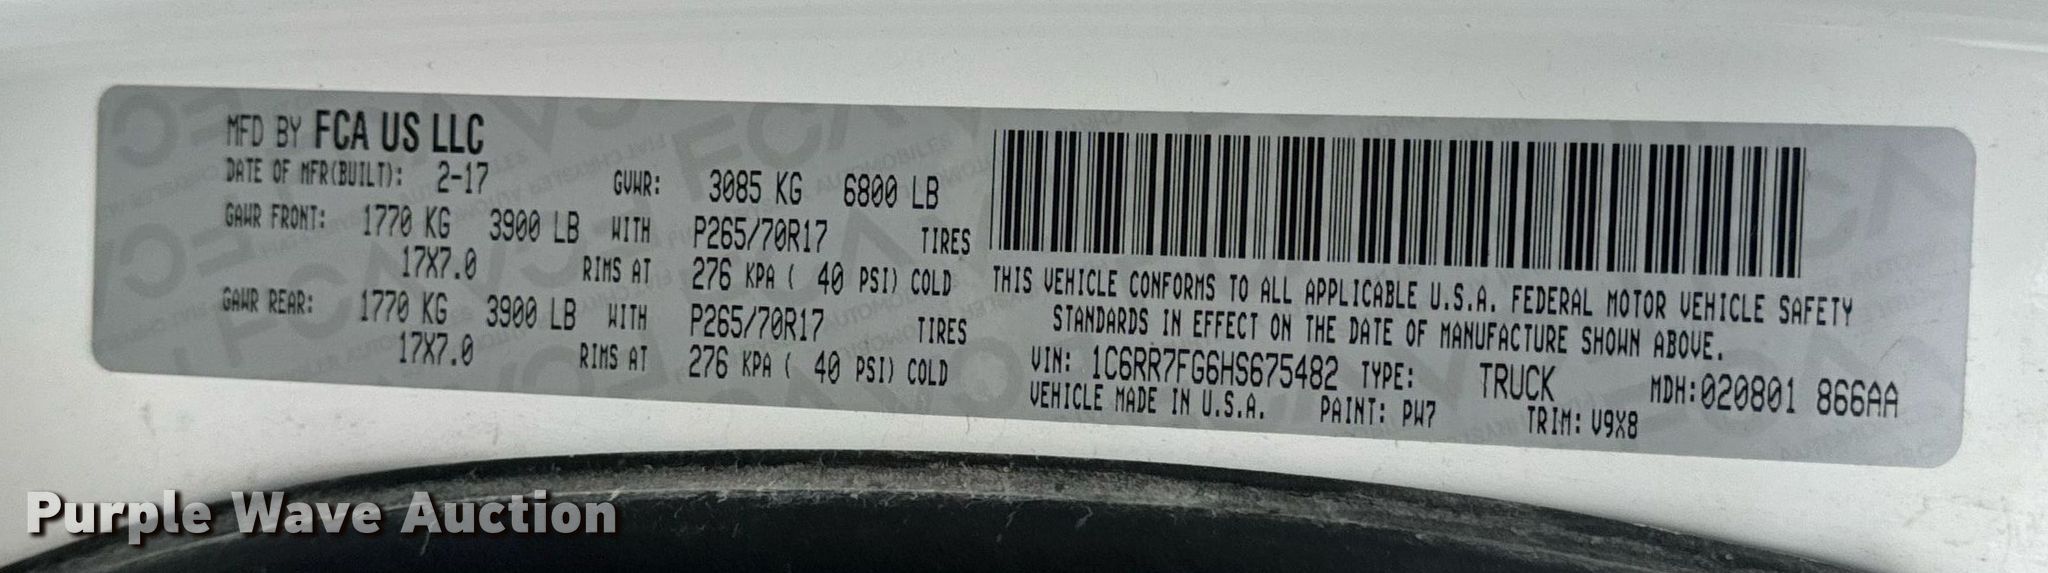 MFD BY FCA US LLC
DATE OF MFR(BUILT): 2-17 GVWR: 3085 KG 6800 LB
GAWR FRONT: 1770 KG 3900 LB WITH P265/70R17 TIRES
17X7.0 RIMS AT 276 KPA ( 40 PSI) COLD
GAWR REAR: 1770 KG 3900 LB WITH P265/70R17 TIRES
17X7.0 RIMS AT 276 KPA ( 40 PSI) COLD
THIS VEHICLE CONFORMS TO ALL APPLICABLE U.S.A. FEDERAL MOTOR VEHICLE SAFETY
STANDARDS IN EFFECT ON THE DATE OF MANUFACTURE SHOWN ABOVE.
VIN: 1C6RR7FG6HS675482 TYPE: TRUCK MDH:020801 866AA
VEHICLE MADE IN U.S.A. PAINT: PW7 TRIM: V9X8
Purple Wave Auction